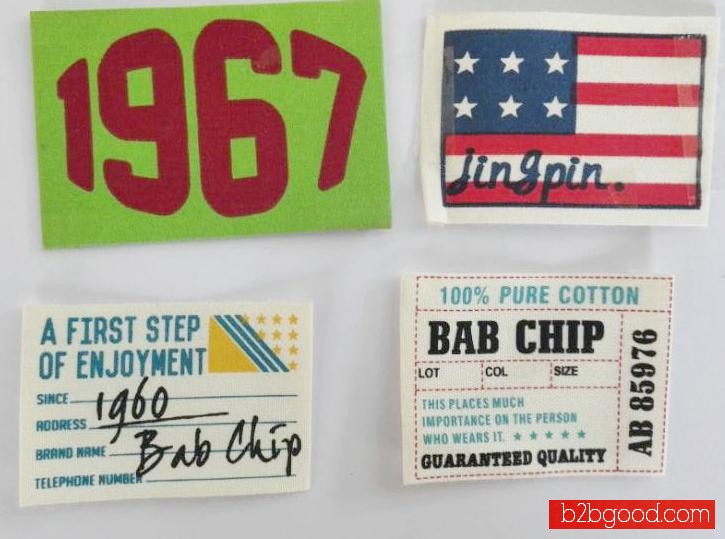 1967
jingpin.
A FIRST STEP
OF ENJOYMENT
SINCE 1960
ADDRESS
BRAND NAME Bab Chip
TELEPHONE NUMBER
100% PURE COTTON
BAB CHIP
LOT COL SIZE
THIS PLACES MUCH
IMPORTANCE ON THE PERSON
WHO WEARS IT. ★ ★ ★ ★ ★
GUARANTEED QUALITY
AB 85976
b2bgood.com